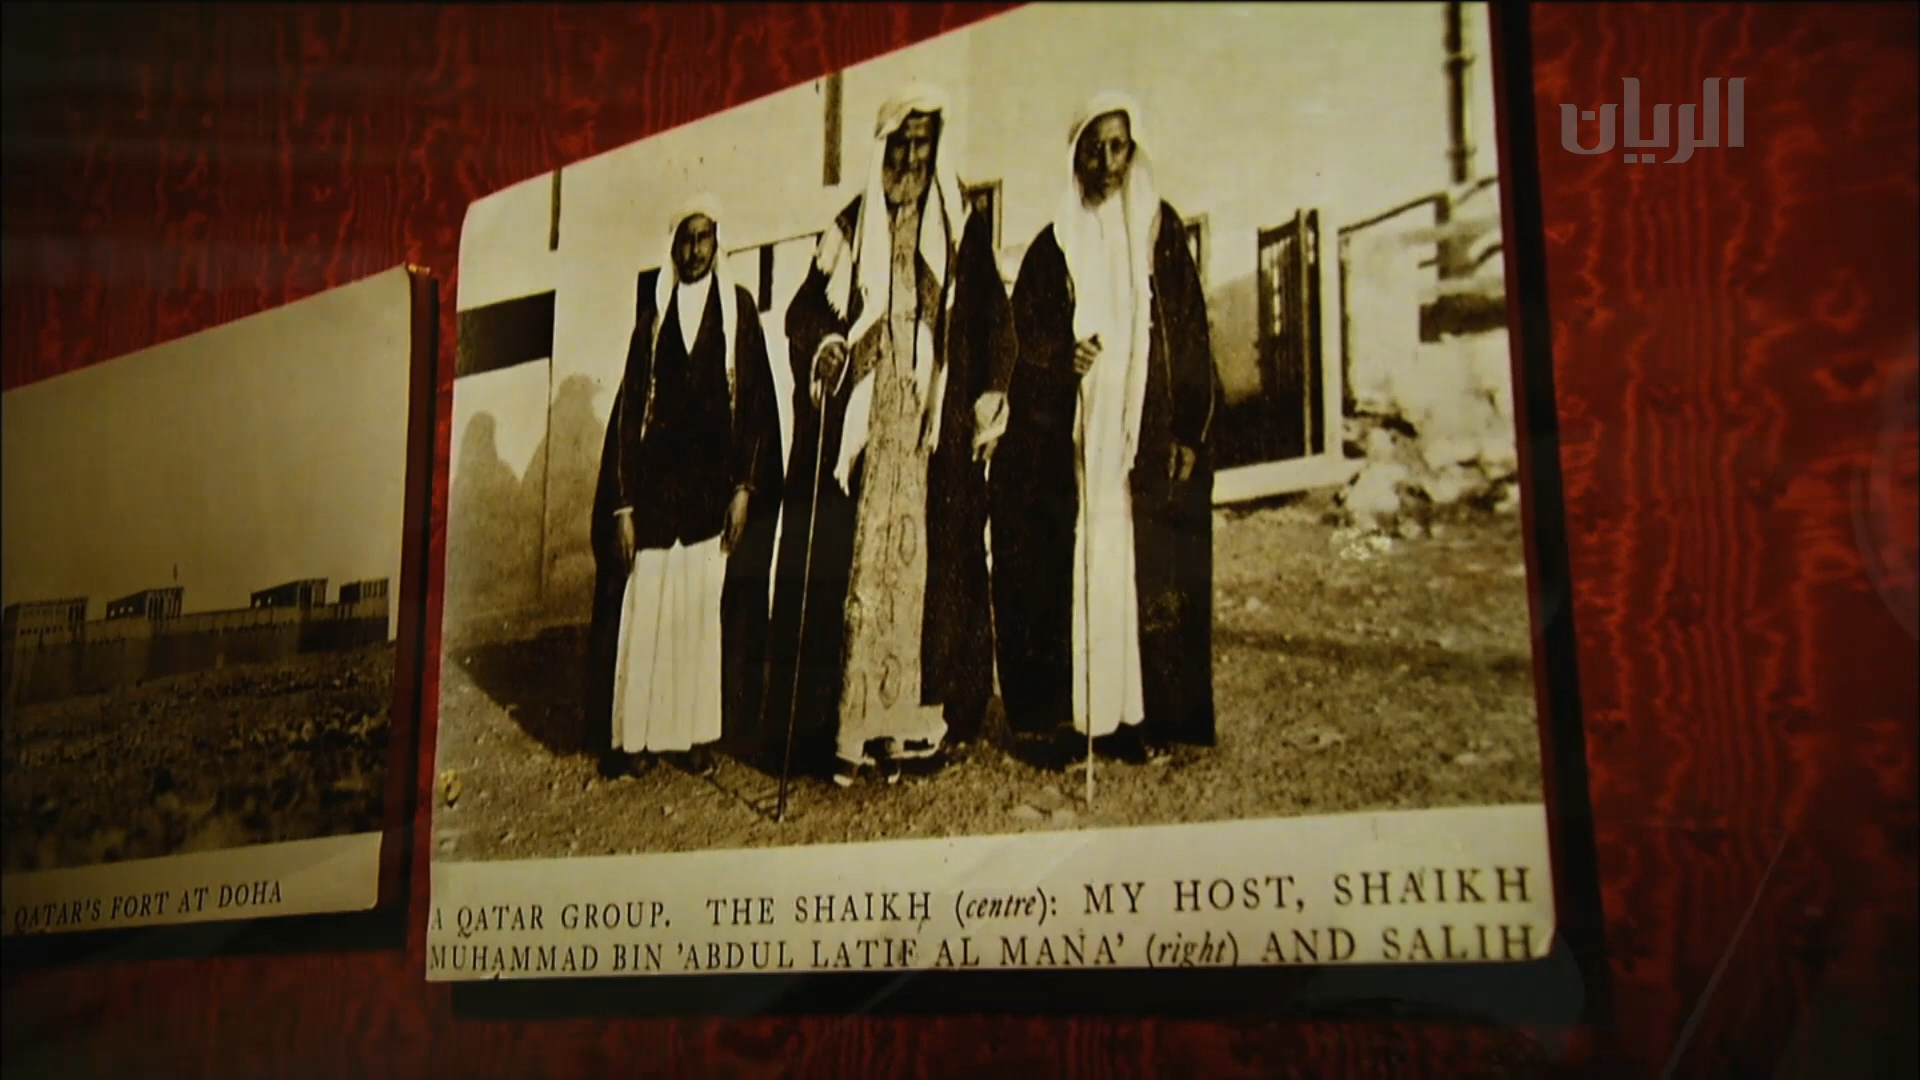 الريان
QATAR'S FORT AT DOHA
A QATAR GROUP. THE SHAIKH (centre): MY HOST, SHAIKH
MUHAMMAD BIN 'ABDUL LATIF AL MANA' (right) AND SALIH